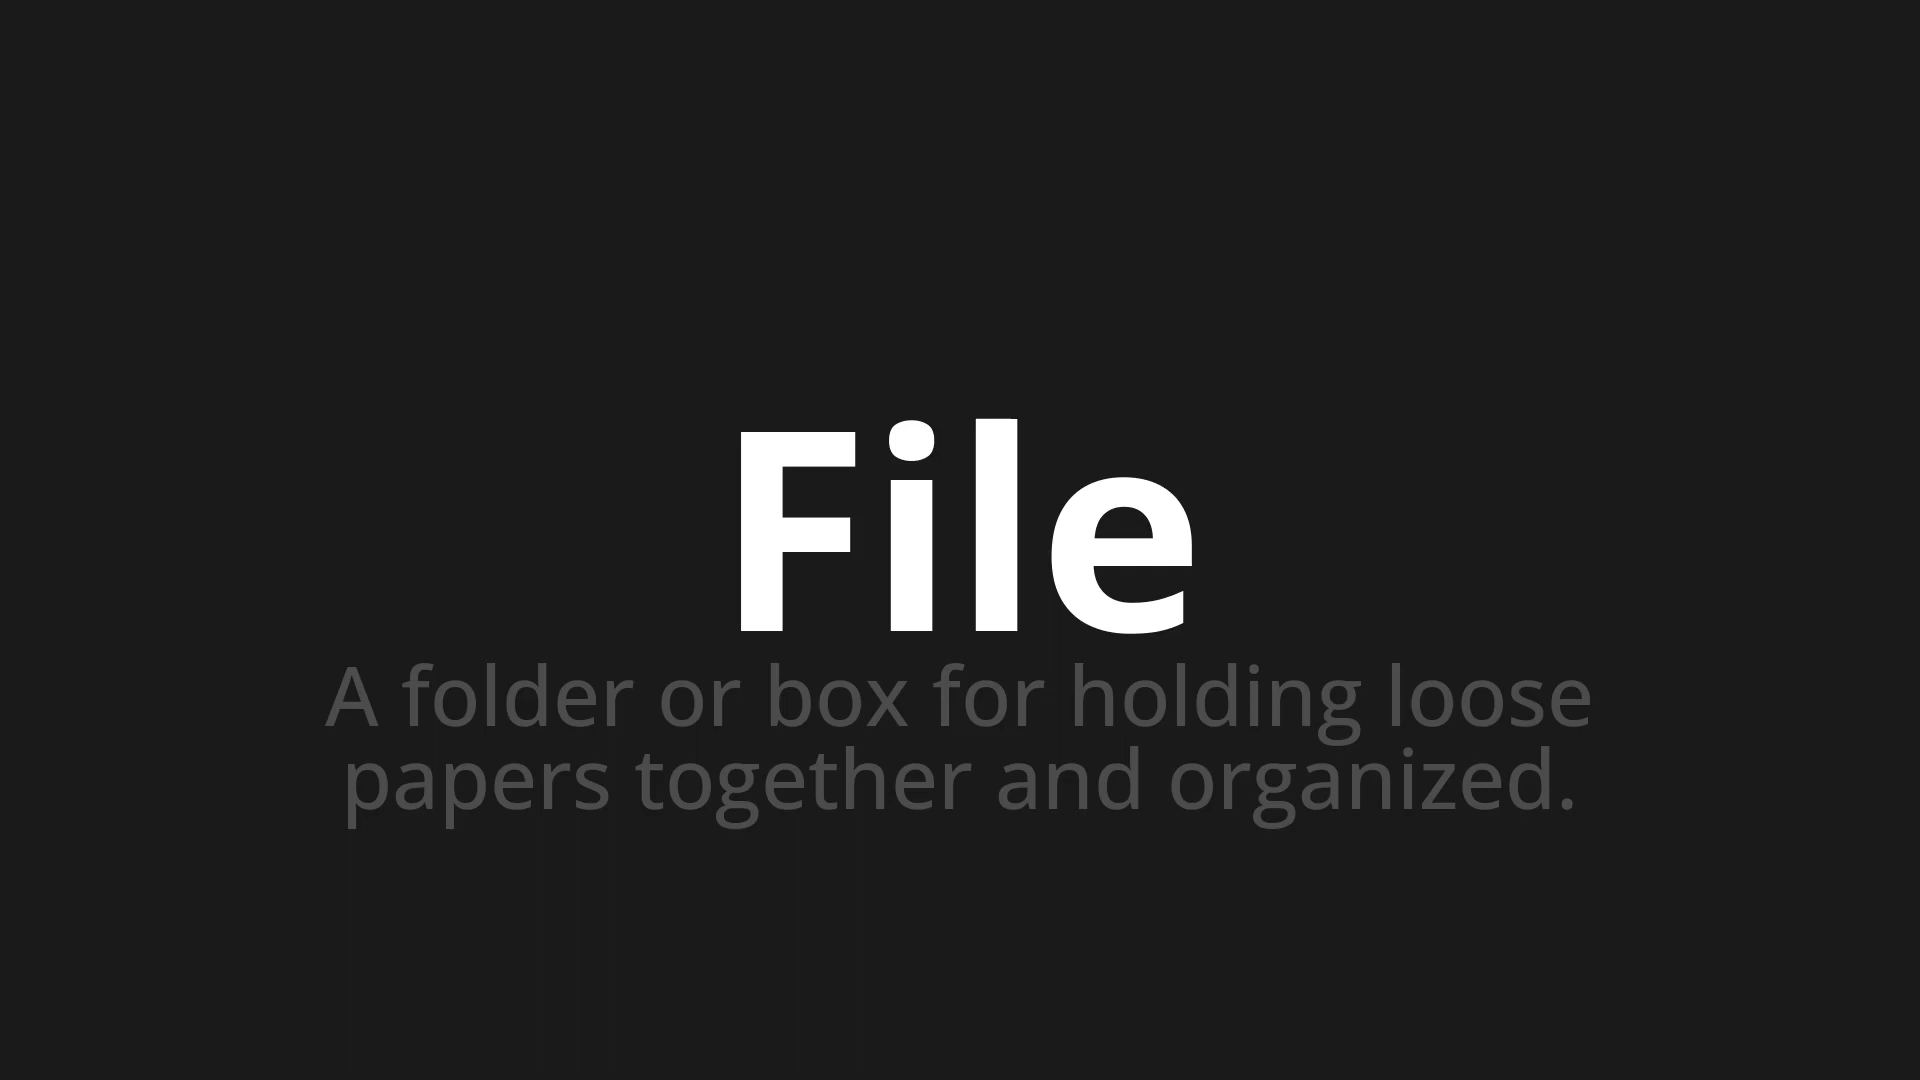 File
A folder or box for holding loose
papers together and organized.